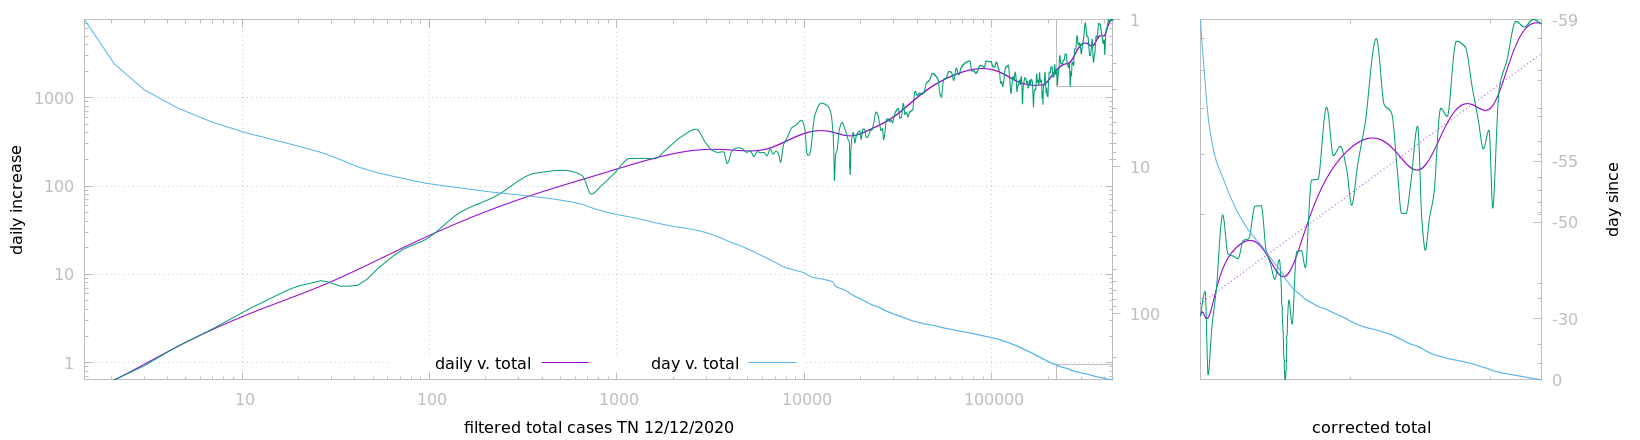 1
-59
1000
daily increase
10
-55
100
day since
-50
10
100
-30
1
daily v. total
day v. total
0
10
100
1000
10000
100000
filtered total cases TN 12/12/2020
corrected total